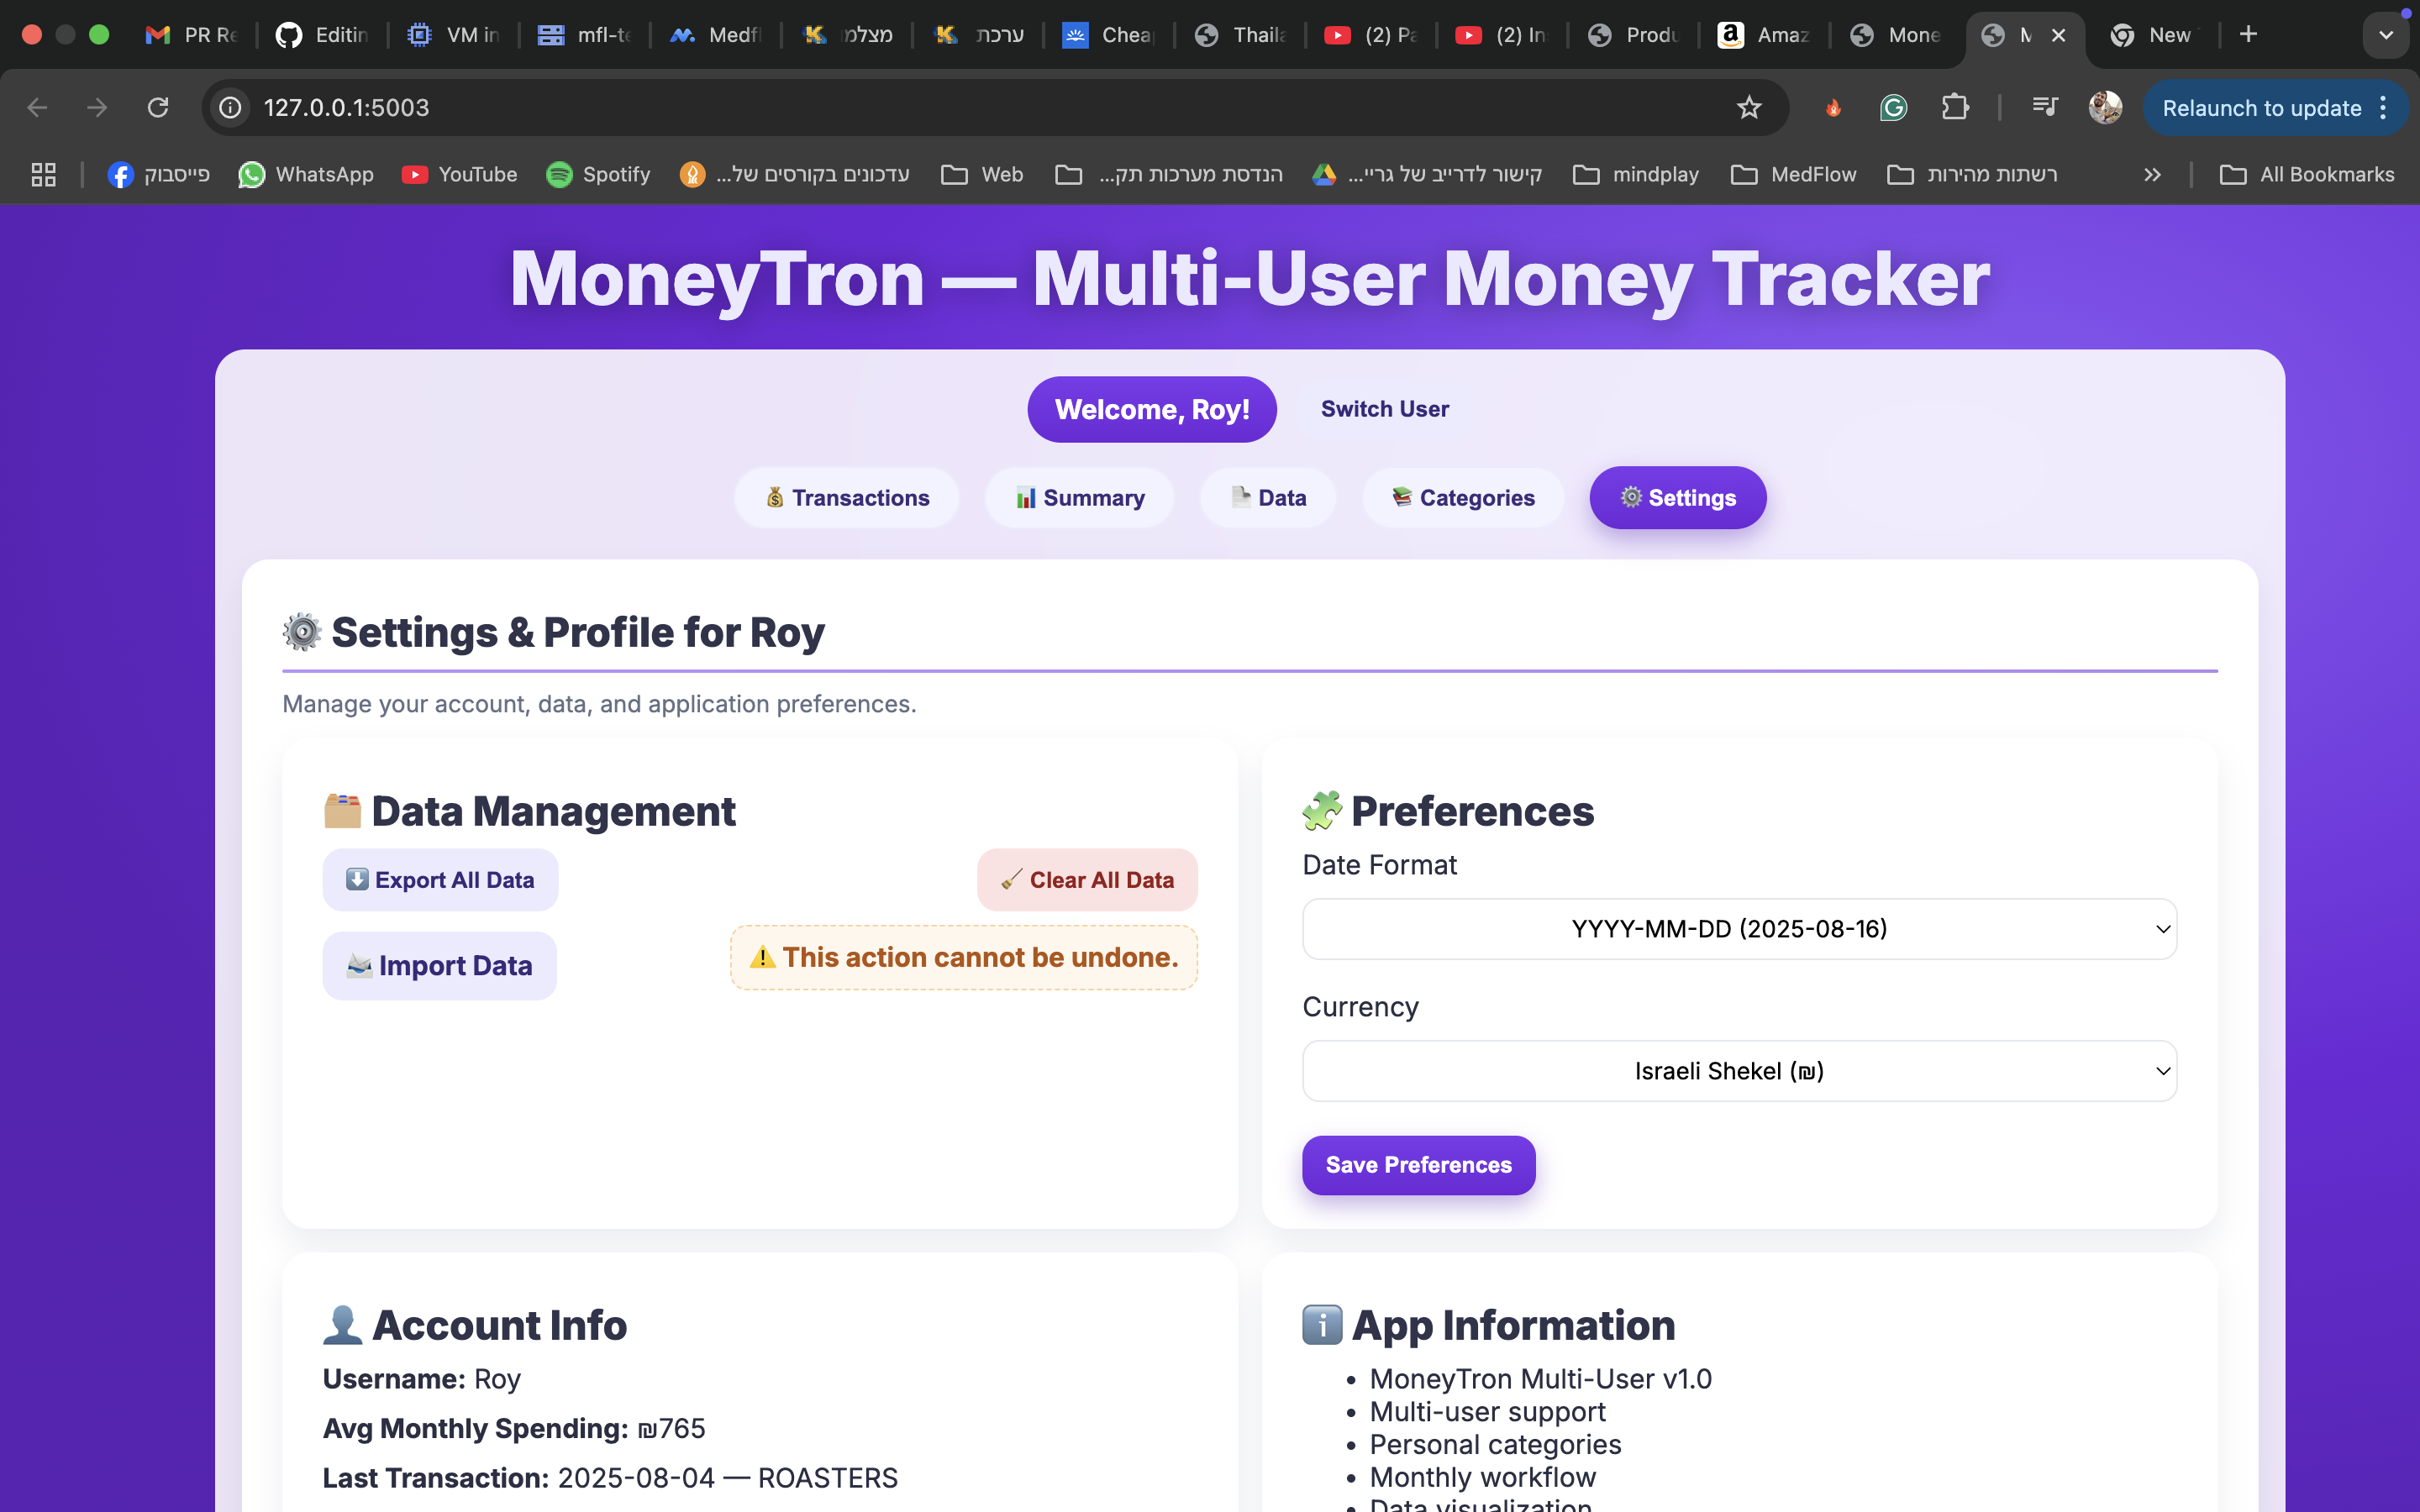 PR Re
Editin
VM in
mfl-te
Medfl
מצלמ
ערכת
Cheap
Thaila
(2) Pa
(2) In
Produ
Amaz
Mone
New
127.0.0.1:5003
Relaunch to update
פייסבוק
WhatsApp
YouTube
Spotify
עדכונים בקורסים של...
Web
הנדסת מערכות תק...
קישור לדרייב של גריי...
mindplay
MedFlow
רשתות מהירות
All Bookmarks
MoneyTron — Multi-User Money Tracker
Welcome, Roy!
Switch User
Transactions
Summary
Data
Categories
Settings
Settings & Profile for Roy
Manage your account, data, and application preferences.
Data Management
Export All Data
Clear All Data
Import Data
This action cannot be undone.
Preferences
Date Format
YYYY-MM-DD (2025-08-16)
Currency
Israeli Shekel (₪)
Save Preferences
Account Info
Username: Roy
Avg Monthly Spending: ₪765
Last Transaction: 2025-08-04 — ROASTERS
App Information
• MoneyTron Multi-User v1.0
• Multi-user support
• Personal categories
• Monthly workflow
• Data visualization